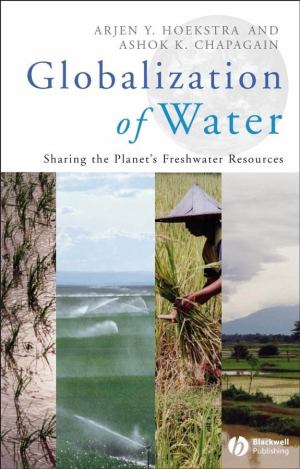 ARJEN Y. HOEKSTRA AND
ASHOK K. CHAPAGAIN
Globalization
of Water
Sharing the Planet's Freshwater Resources
Blackwell
Publishing